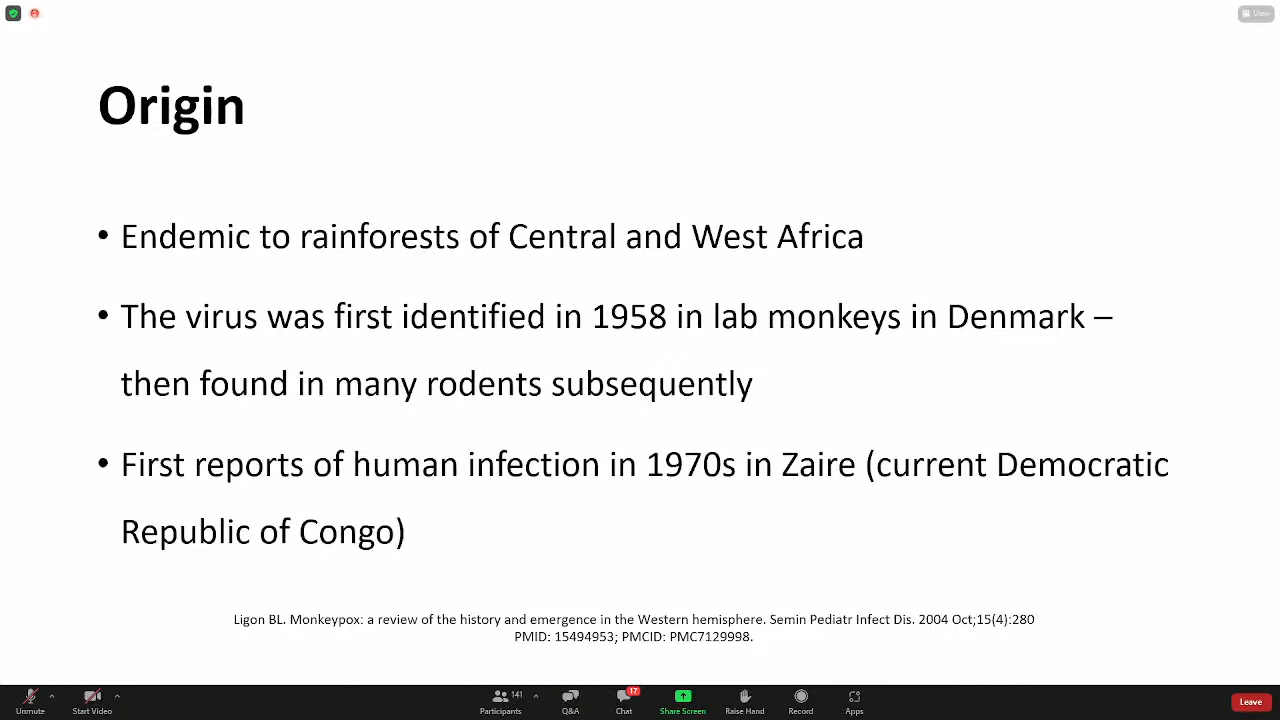 View
Origin
• Endemic to rainforests of Central and West Africa
• The virus was first identified in 1958 in lab monkeys in Denmark –
then found in many rodents subsequently
• First reports of human infection in 1970s in Zaire (current Democratic
Republic of Congo)
Ligon BL. Monkeypox: a review of the history and emergence in the Western hemisphere. Semin Pediatr Infect Dis. 2004 Oct;15(4):280
PMID: 15494953; PMCID: PMC7129998.
141 17
Unmute Start Video Participants Q&A Chat Share Screen Raise Hand Record Apps Leave